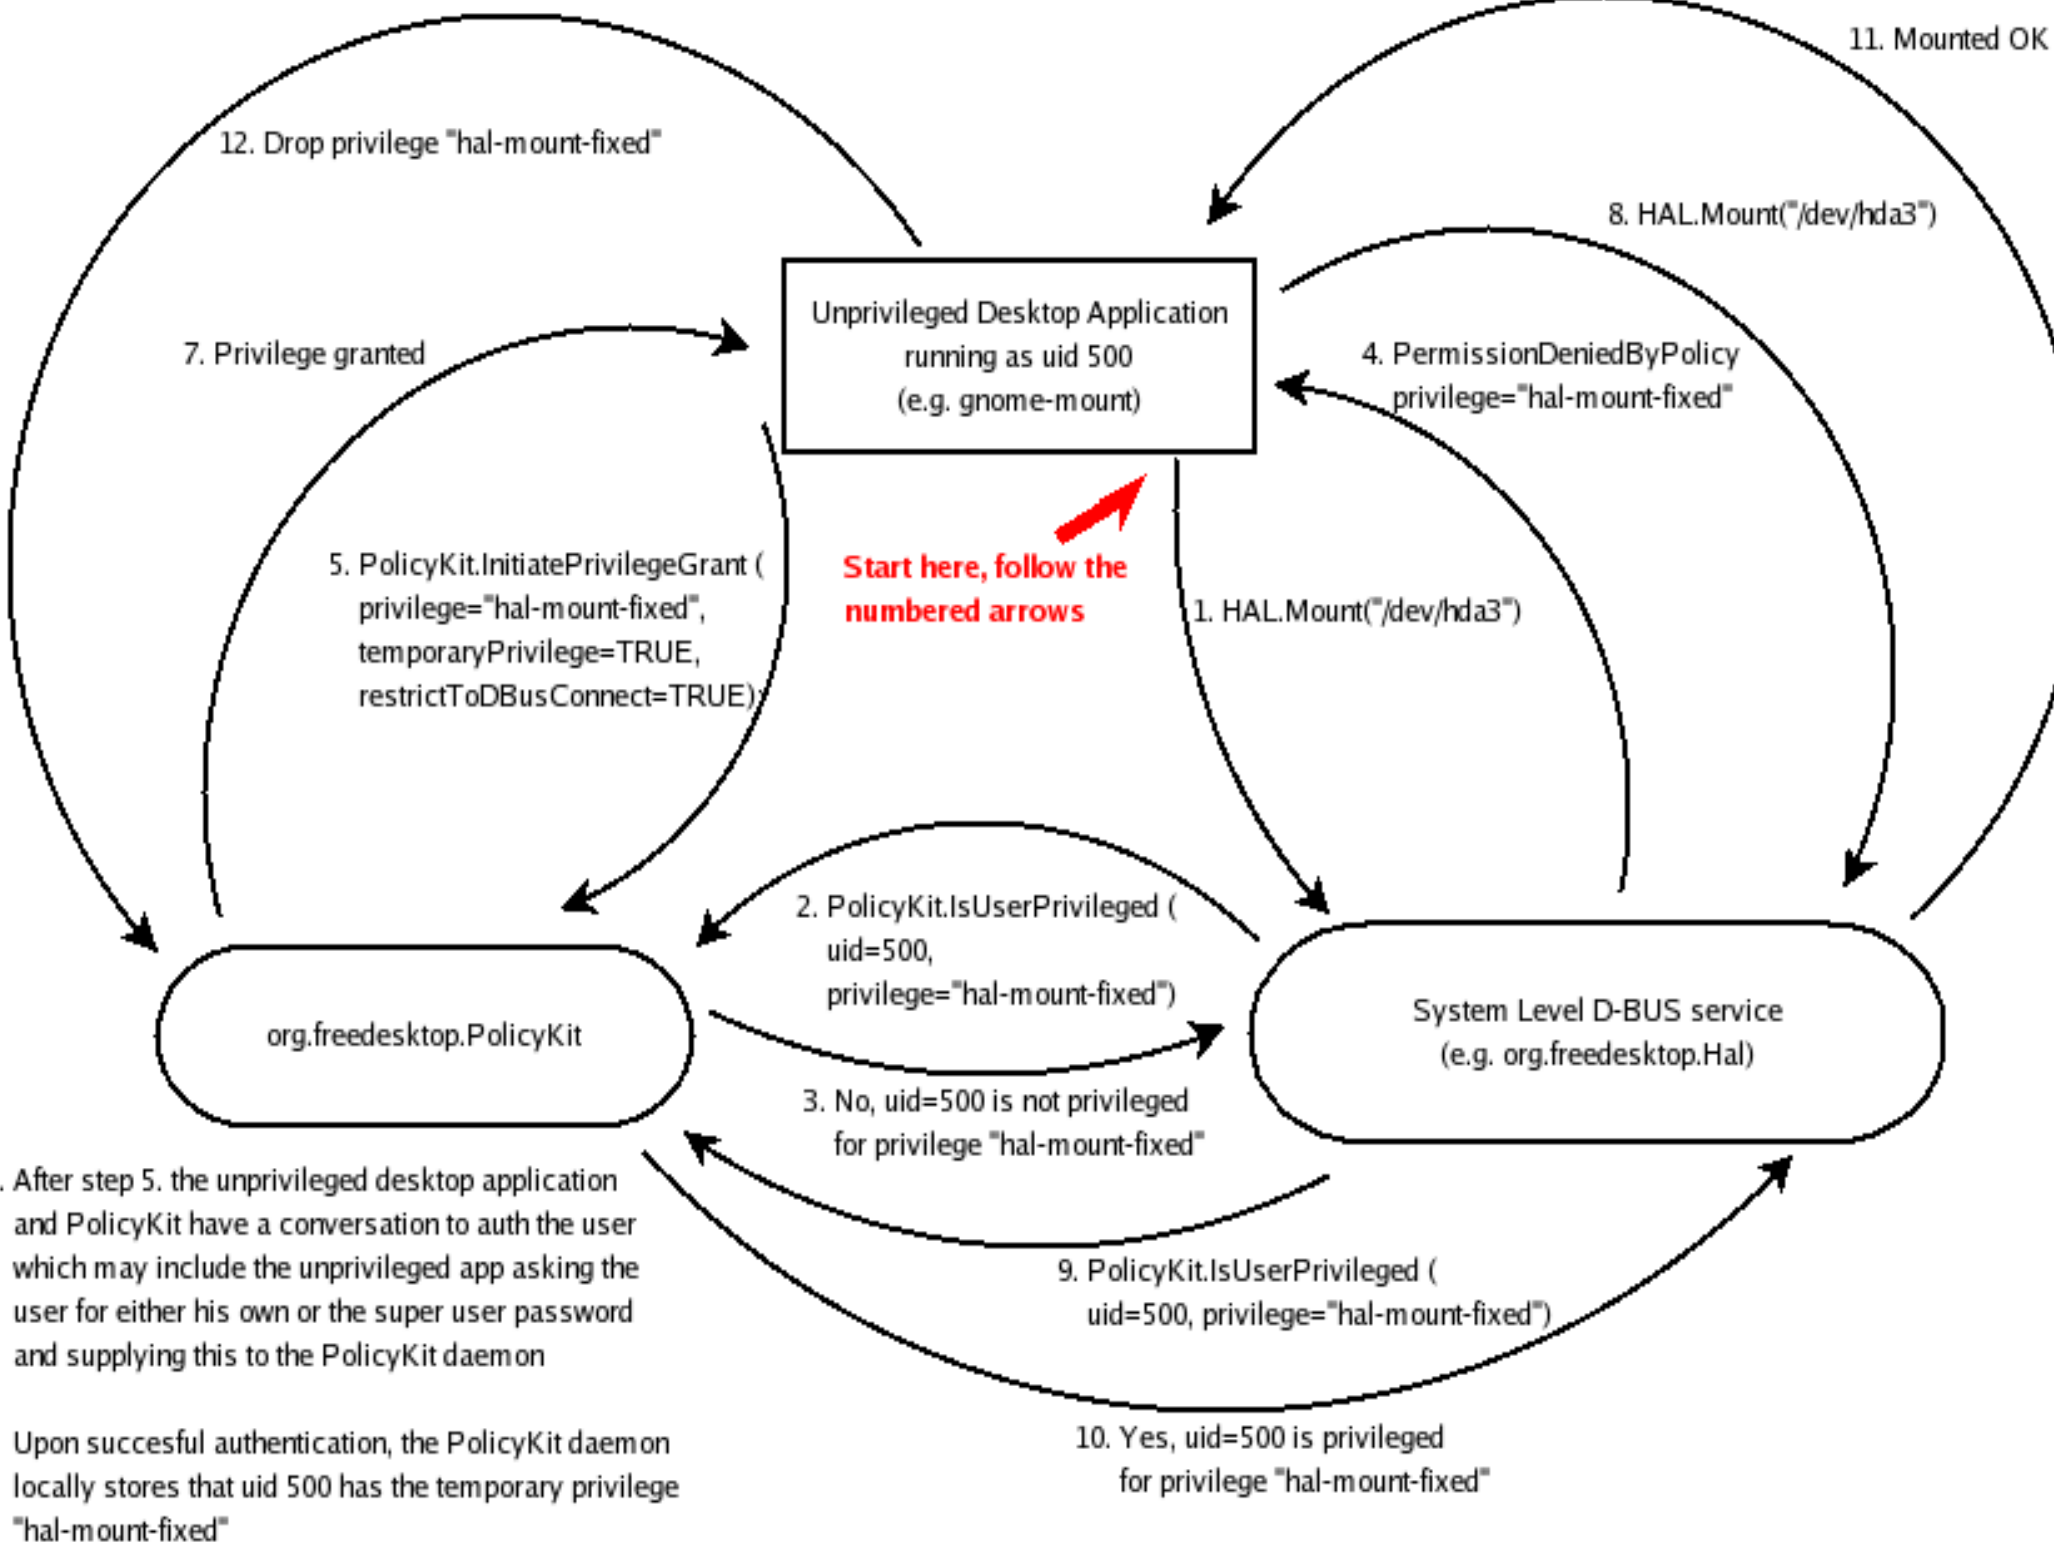 11. Mounted OK
12. Drop privilege "hal-mount-fixed"
8. HAL.Mount("/dev/hda3")
Unprivileged Desktop Application
running as uid 500
(e.g. gnome-mount)
7. Privilege granted
4. PermissionDeniedByPolicy
privilege="hal-mount-fixed"
5. PolicyKit.InitiatePrivilegeGrant (
privilege="hal-mount-fixed",
temporaryPrivilege=TRUE,
restrictToDBusConnect=TRUE);
Start here, follow the
numbered arrows
1. HAL.Mount("/dev/hda3")
2. PolicyKit.IsUserPrivileged (
uid=500,
privilege="hal-mount-fixed")
org.freedesktop.PolicyKit
System Level D-BUS service
(e.g. org.freedesktop.Hal)
3. No, uid=500 is not privileged
for privilege "hal-mount-fixed"
. After step 5. the unprivileged desktop application
and PolicyKit have a conversation to auth the user
which may include the unprivileged app asking the
user for either his own or the super user password
and supplying this to the PolicyKit daemon
Upon succesful authentication, the PolicyKit daemon
locally stores that uid 500 has the temporary privilege
"hal-mount-fixed"
9. PolicyKit.IsUserPrivileged (
uid=500, privilege="hal-mount-fixed")
10. Yes, uid=500 is privileged
for privilege "hal-mount-fixed"